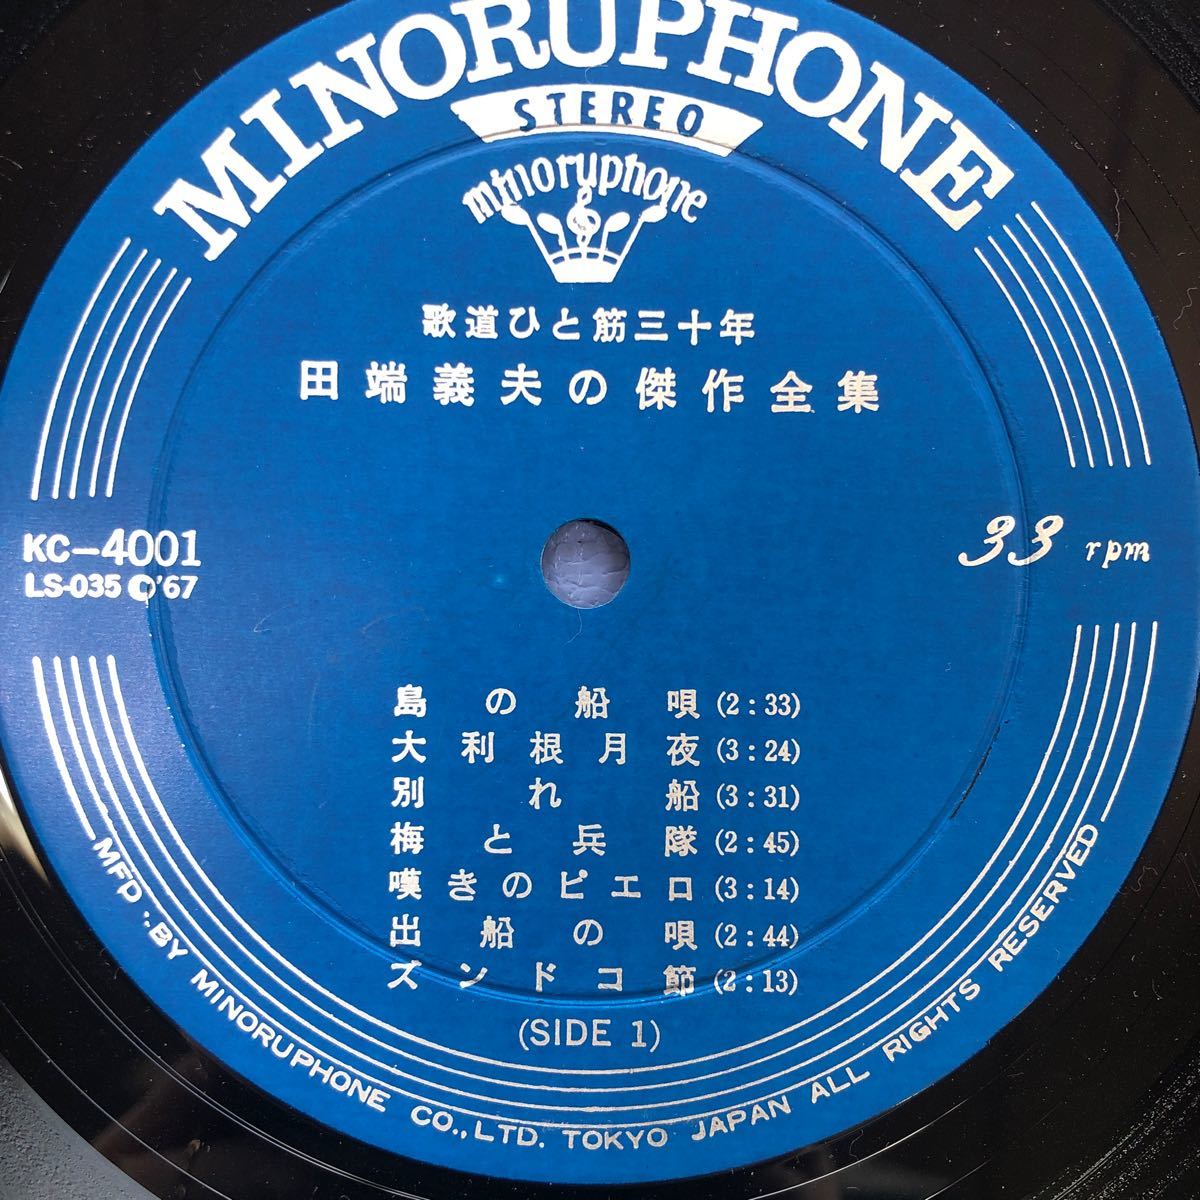 MINORUPHONE
STEREO
minoruphone
歌道ひと筋三十年
田端義夫の傑作全集
KC-4001
LS-035 ©'67
33 rpm
島の船唄 (2:33)
大利根月夜 (3:24)
別れ船 (3:31)
梅と兵隊 (2:45)
嘆きのピエロ (3:14)
出船の唄 (2:44)
ズンドコ節 (2:13)
(SIDE 1)
MFD. BY MINORUPHONE CO., LTD. TOKYO JAPAN ALL RIGHTS RESERVED